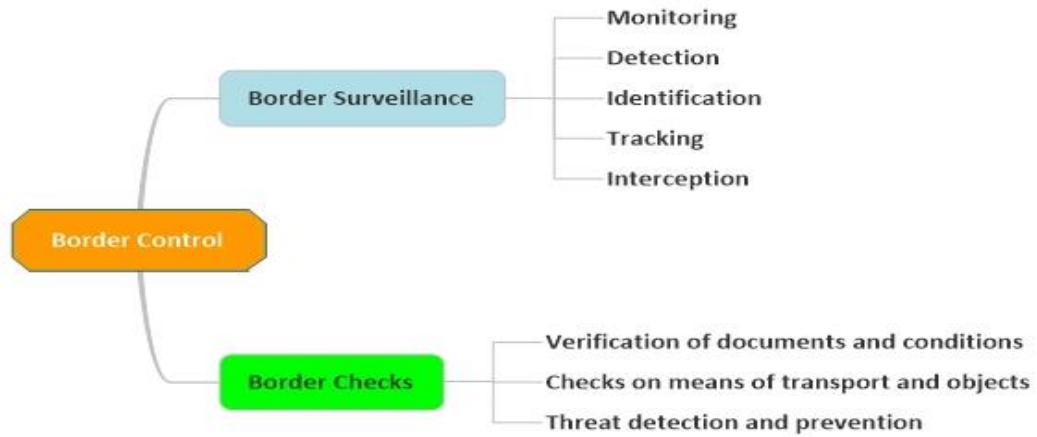 Border Control
Border Surveillance
Monitoring
Detection
Identification
Tracking
Interception
Border Checks
Verification of documents and conditions
Checks on means of transport and objects
Threat detection and prevention